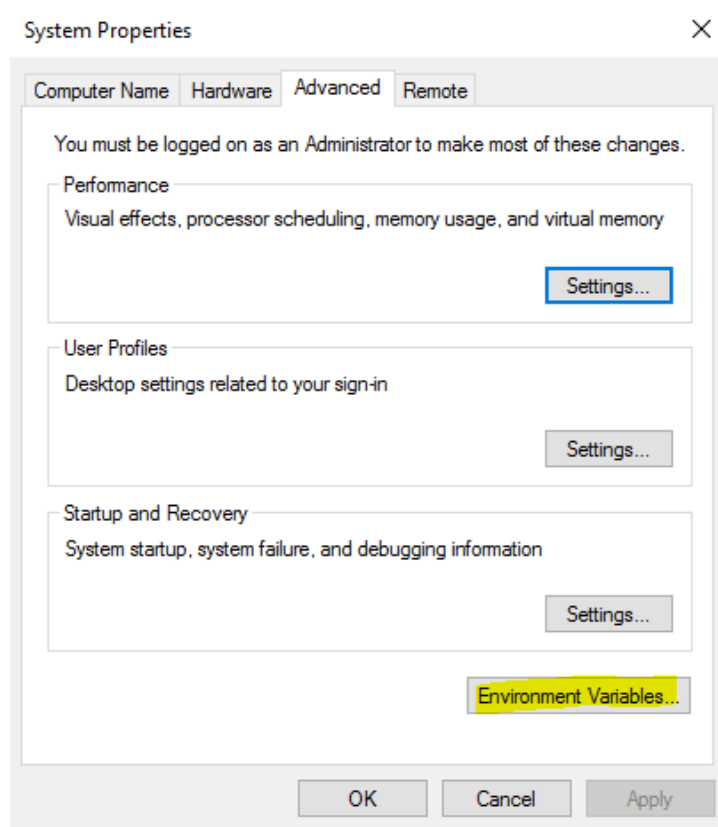 System Properties
Computer Name Hardware Advanced Remote
You must be logged on as an Administrator to make most of these changes.
Performance
Visual effects, processor scheduling, memory usage, and virtual memory
Settings...
User Profiles
Desktop settings related to your sign-in
Settings...
Startup and Recovery
System startup, system failure, and debugging information
Settings...
Environment Variables...
OK Cancel Apply